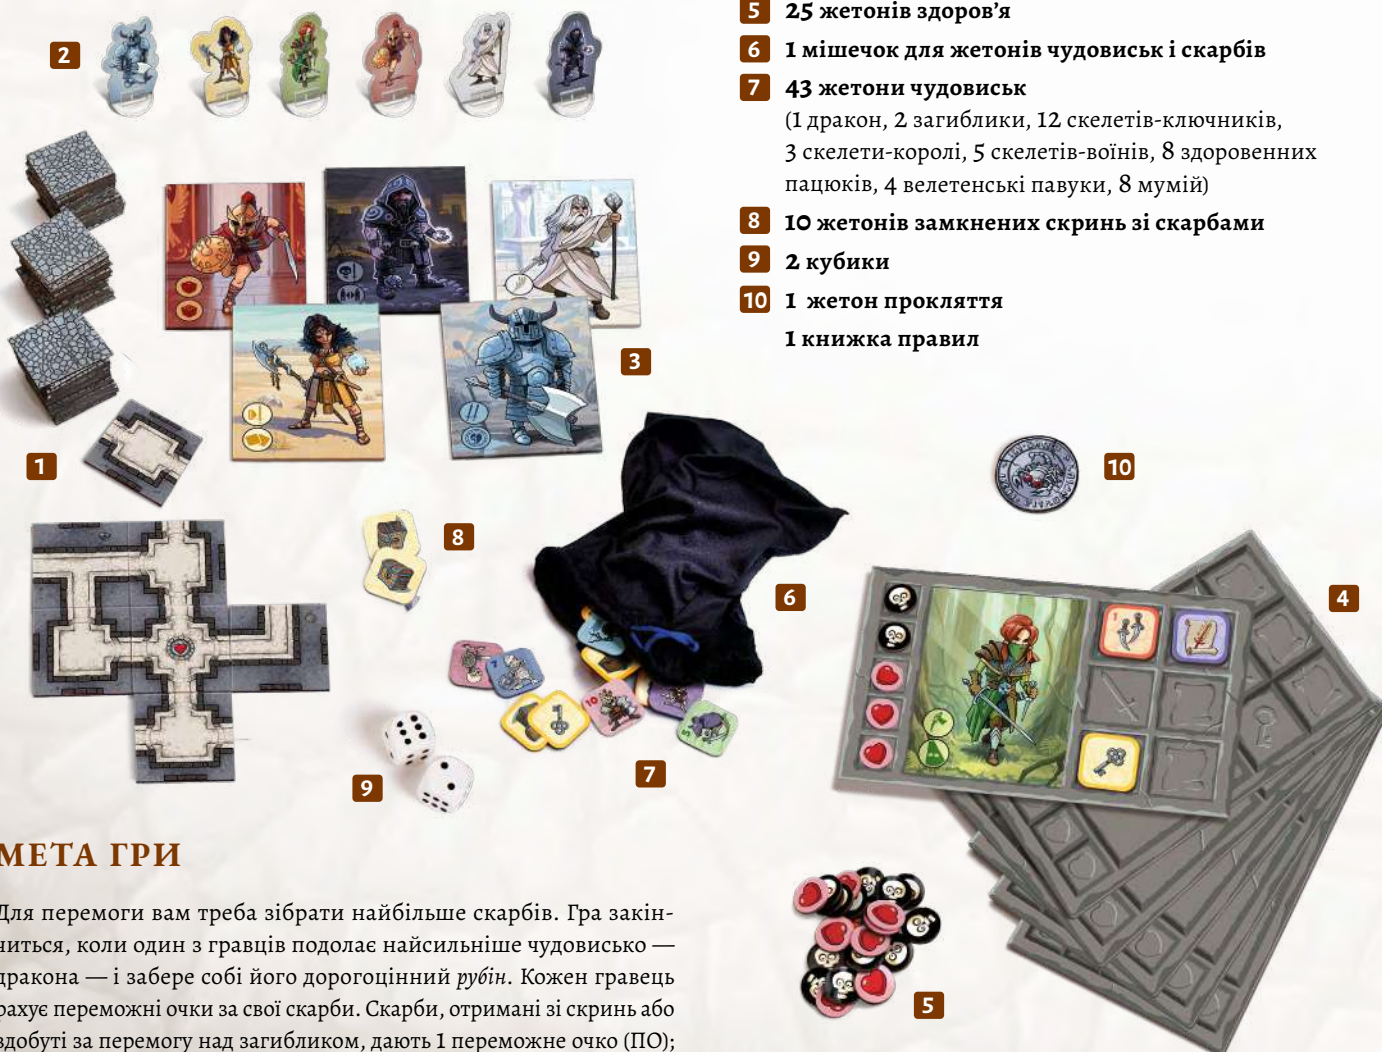 5 25 жетонів здоров’я
6 1 мішечок для жетонів чудовиськ і скарбів
7 43 жетони чудовиськ
(1 дракон, 2 загиблики, 12 скелетів-ключників,
3 скелети-королі, 5 скелетів-воїнів, 8 здоровенних
пацюків, 4 велетенські павуки, 8 мумій)
8 10 жетонів замкнених скринь зі скарбами
9 2 кубики
10 1 жетон прокляття
1 книжка правил
2
3
1
8
10
6
4
9
7
5
МЕТА ГРИ
Для перемоги вам треба зібрати найбільше скарбів. Гра закін-
читься, коли один з гравців подолає найсильніше чудовисько —
дракона — і забере собі його дорогоцінний рубін. Кожен гравець
рахує переможні очки за свої скарби. Скарби, отримані зі скринь або
здобуті за перемогу над загибликом, дають 1 переможне очко (ПО);